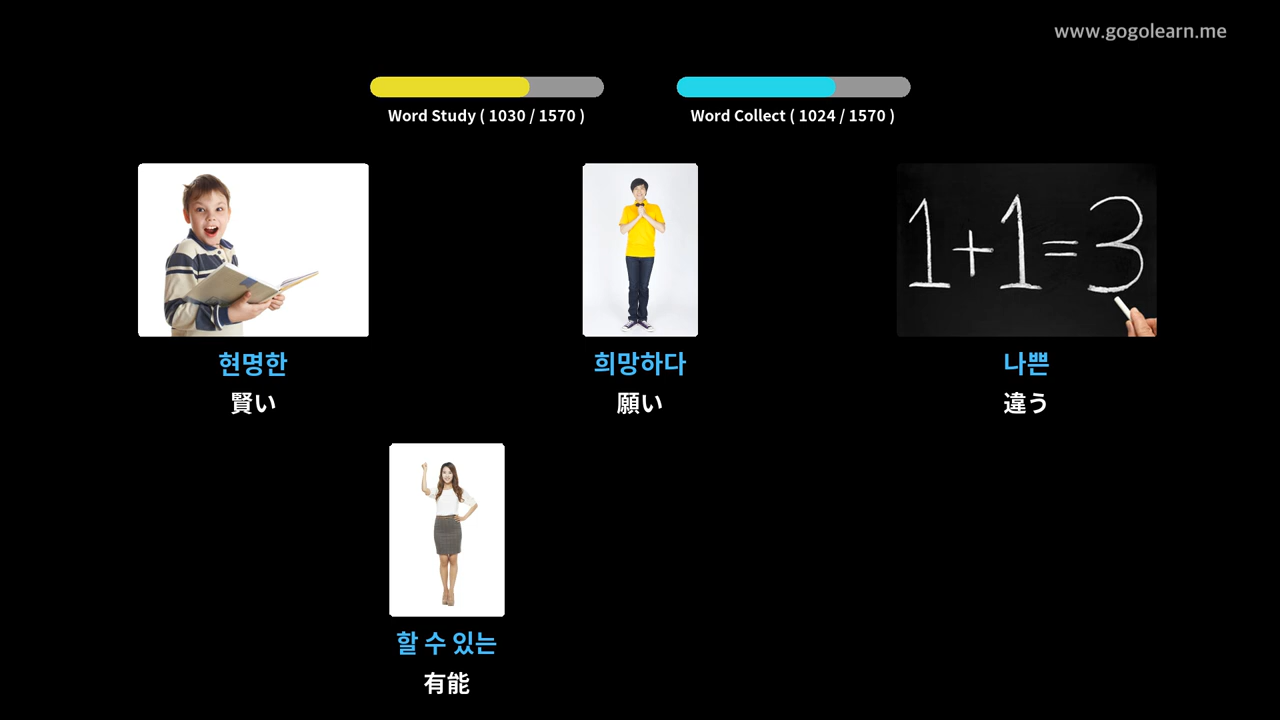 www.gogolearn.me
Word Study ( 1030 / 1570 )
Word Collect ( 1024 / 1570 )
1+1=3
현명한
희망하다
나쁜
賢い
願い
違う
할 수 있는
有能